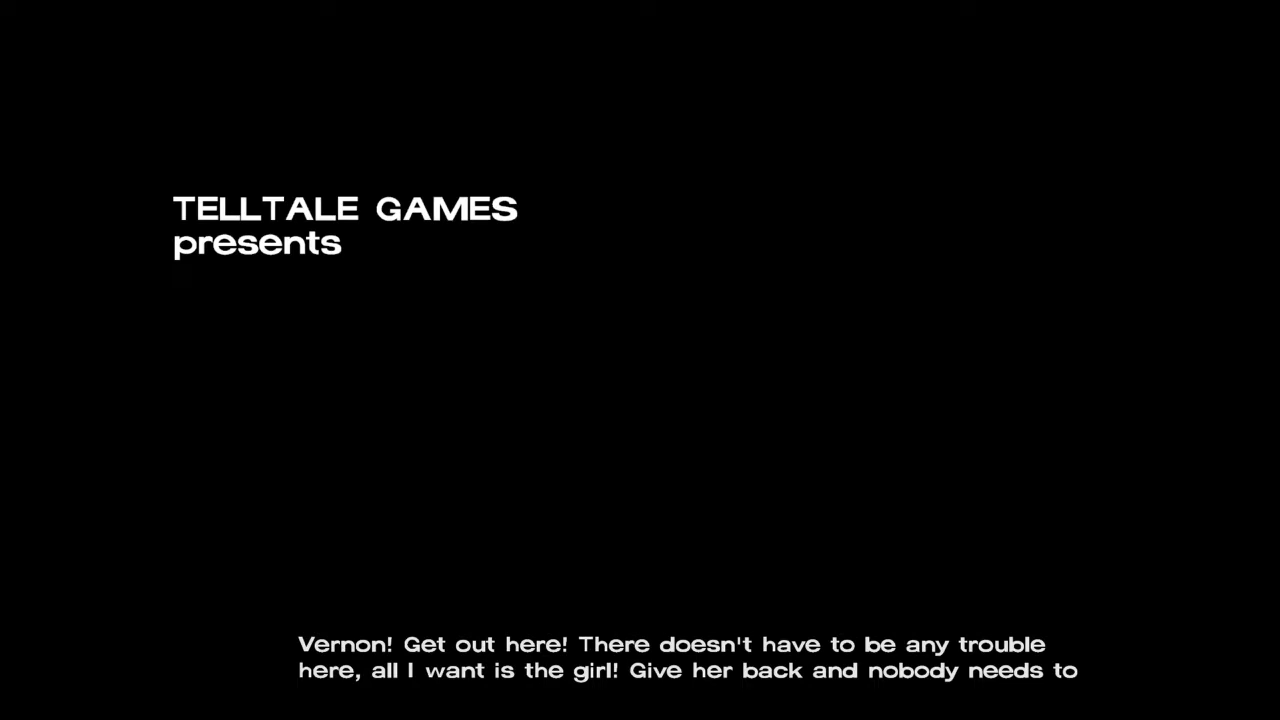 TELLTALE GAMES
presents
Vernon! Get out here! There doesn't have to be any trouble
here, all I want is the girl! Give her back and nobody needs to